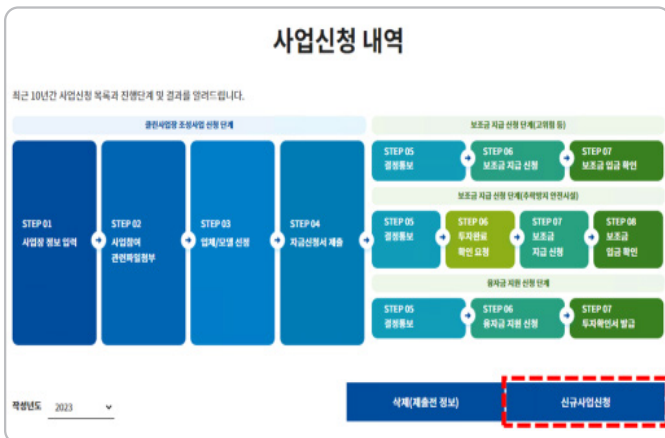 사업신청 내역
최근 10년간 사업신청 목록과 진행단계 및 결과를 알려드립니다.
클린사업장 조성사업 신청 단계
STEP 01
사업장 정보 입력
STEP 02
사업참여
관련파일첨부
STEP 03
업체/모델 선정
STEP 04
자금신청서 제출
보조금 지급 신청 단계(고위험 등)
STEP 05
결정통보
STEP 06
보조금 지급 신청
STEP 07
보조금 입금 확인
보조금 지급 신청 단계(추락방지 안전시설)
STEP 05
결정통보
STEP 06
투자완료
확인 요청
STEP 07
보조금
지급 신청
STEP 08
보조금
입금 확인
융자금 지원 신청 단계
STEP 05
결정통보
STEP 06
융자금 지원 신청
STEP 07
투자확인서 발급
작성년도 2023
삭제(제출전 정보)
신규사업신청